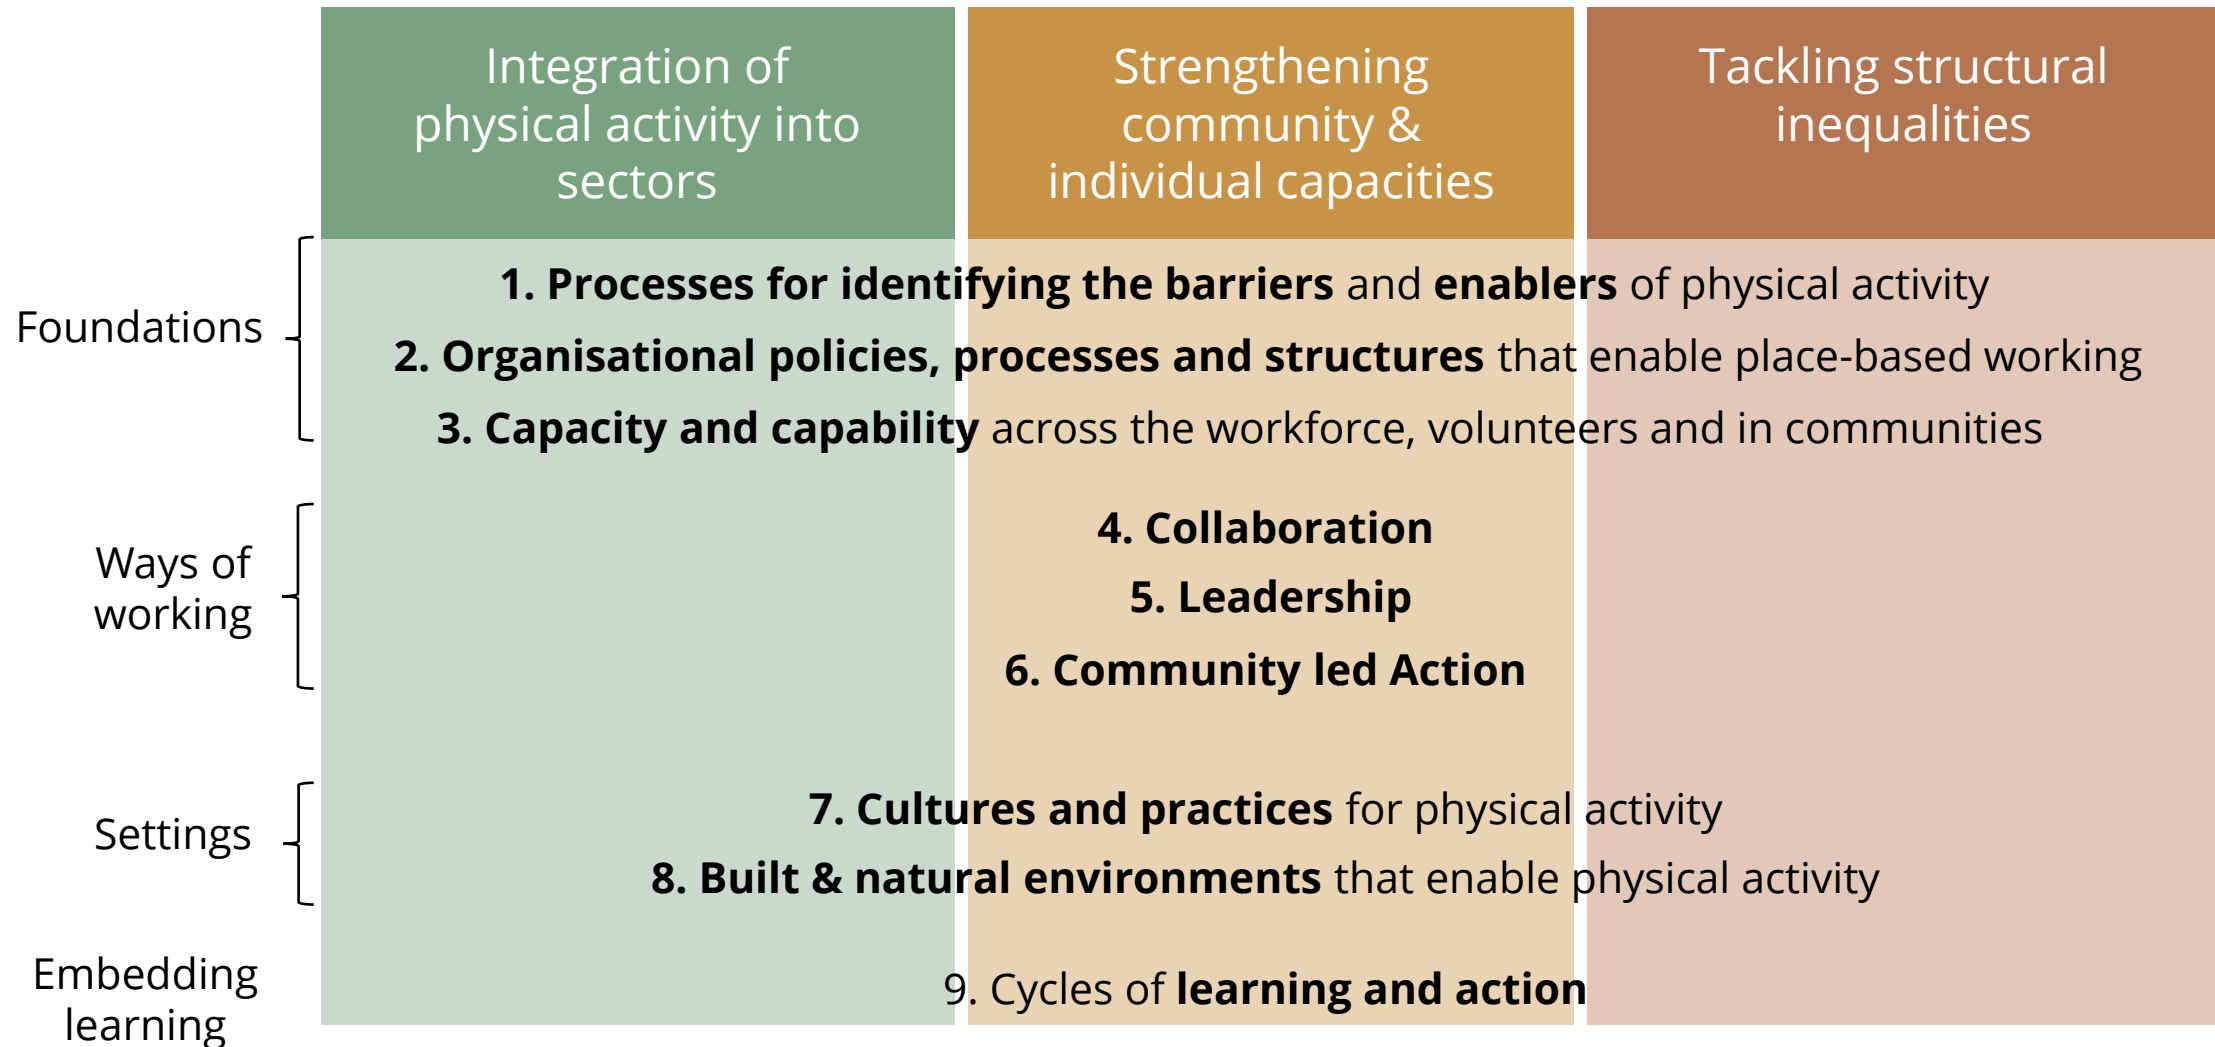 Integration of
physical activity into
sectors
Strengthening
community &
individual capacities
Tackling structural
inequalities
Foundations
1. Processes for identifying the barriers and enablers of physical activity
2. Organisational policies, processes and structures that enable place-based working
3. Capacity and capability across the workforce, volunteers and in communities
Ways of
working
4. Collaboration
5. Leadership
6. Community led Action
Settings
7. Cultures and practices for physical activity
8. Built & natural environments that enable physical activity
Embedding
learning
9. Cycles of learning and action